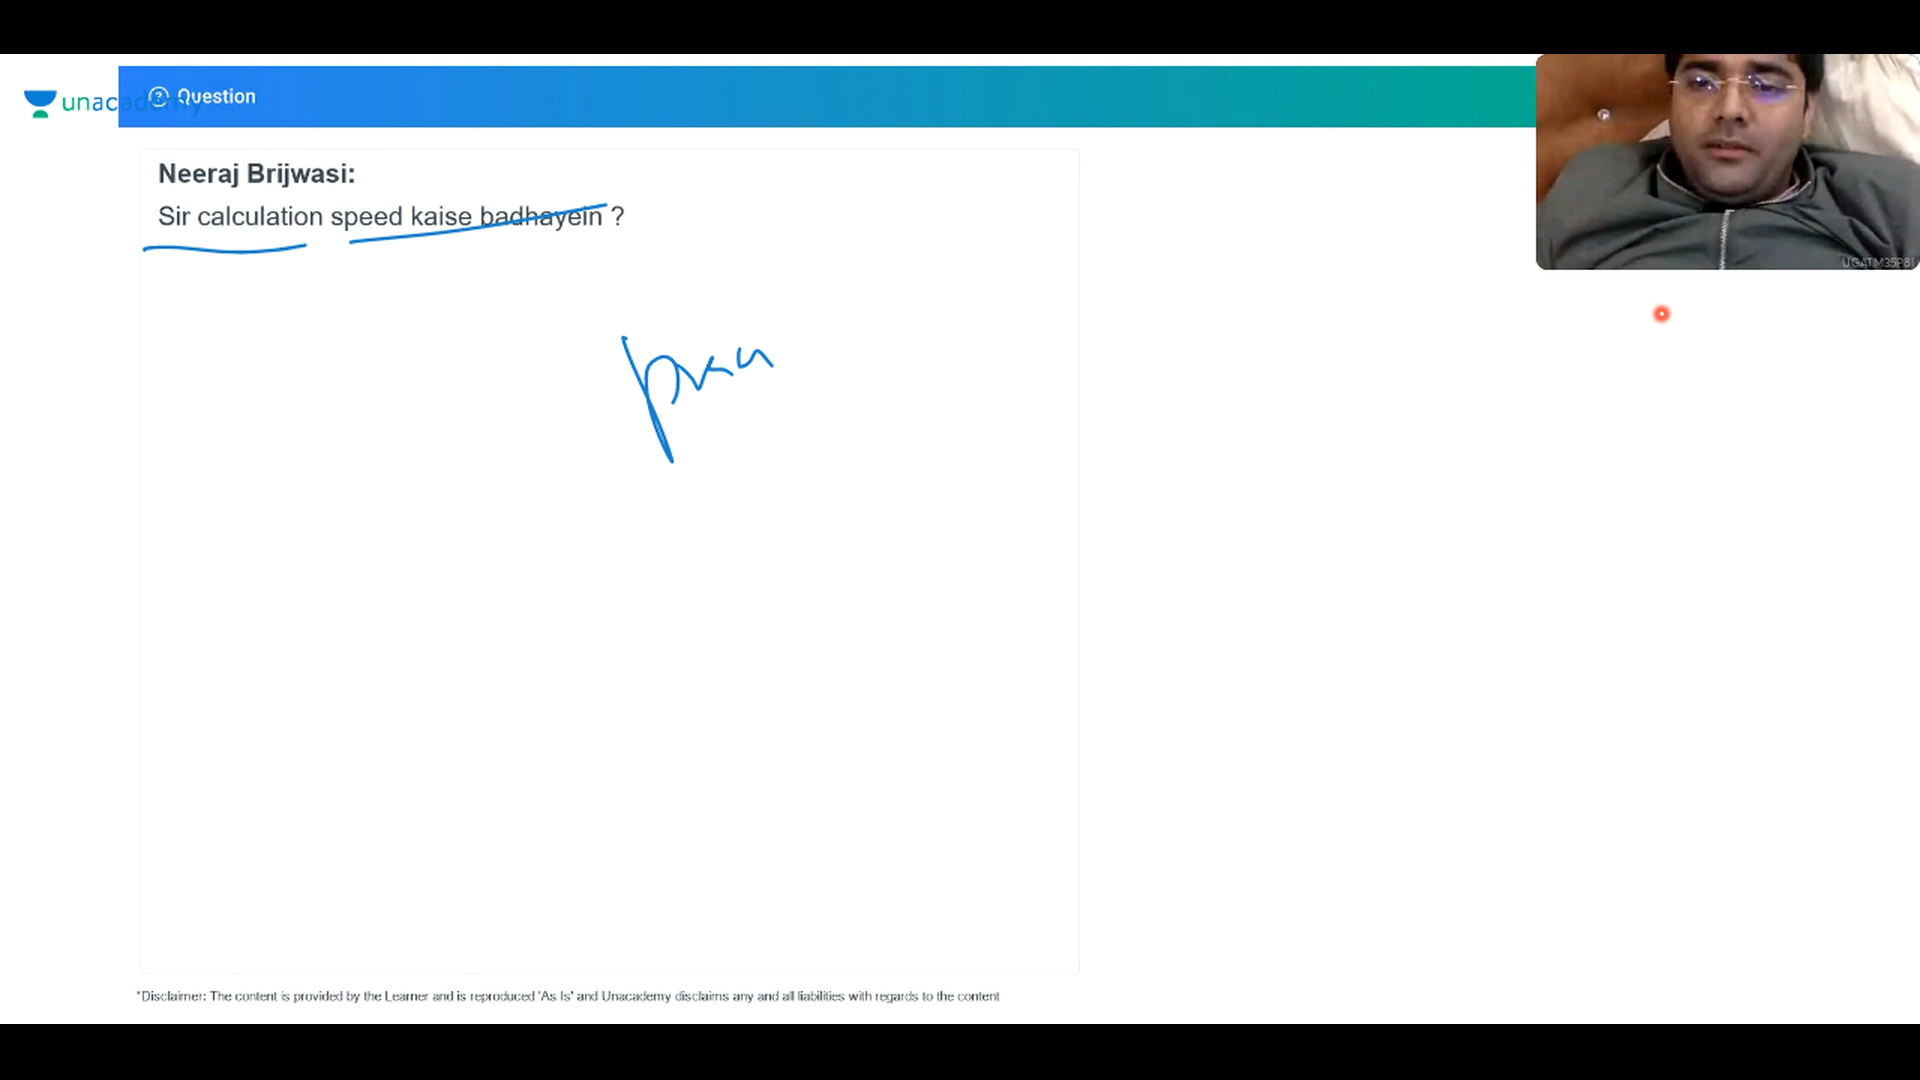 unacademy
Question
Neeraj Brijwasi:
Sir calculation speed kaise badhayein ?
UGATM35P81
*Disclaimer: The content is provided by the Learner and is reproduced 'As Is' and Unacademy disclaims any and all liabilities with regards to the content